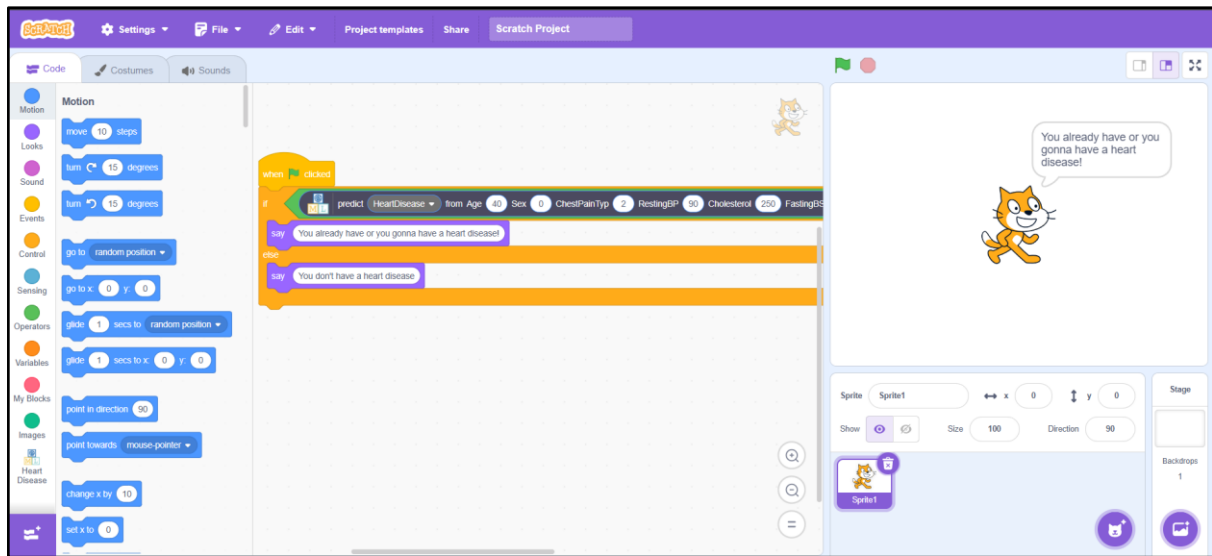 SCRATCH Settings File Edit Project templates Share Scratch Project
Code Costumes Sounds
Motion
Looks
Sound
Events
Control
Sensing
Operators
Variables
My Blocks
Images
ML
Heart
Disease
Motion
move 10 steps
turn 15 degrees
turn 15 degrees
go to random position
go to x: 0 y: 0
glide 1 secs to random position
glide 1 secs to x: 0 y: 0
point in direction 90
point towards mouse-pointer
change x by 10
set x to 0
when clicked
if ML predict HeartDisease from Age 40 Sex 0 ChestPainTyp 2 RestingBP 90 Cholesterol 250 FastingBS
say You already have or you gonna have a heart disease!
else
say You don't have a heart disease
You already have or you
gonna have a heart
disease!
Sprite Sprite1 x 0 y 0
Show Size 100 Direction 90
Sprite1
Stage
Backdrops
1